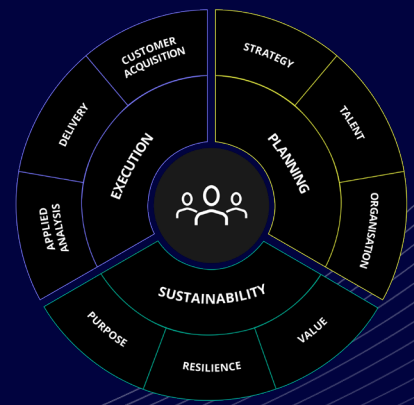 CUSTOMER
ACQUISITION
STRATEGY
DELIVERY
TALENT
EXECUTION
PLANNING
APPLIED
ANALYSIS
ORGANISATION
SUSTAINABILITY
PURPOSE
RESILIENCE
VALUE